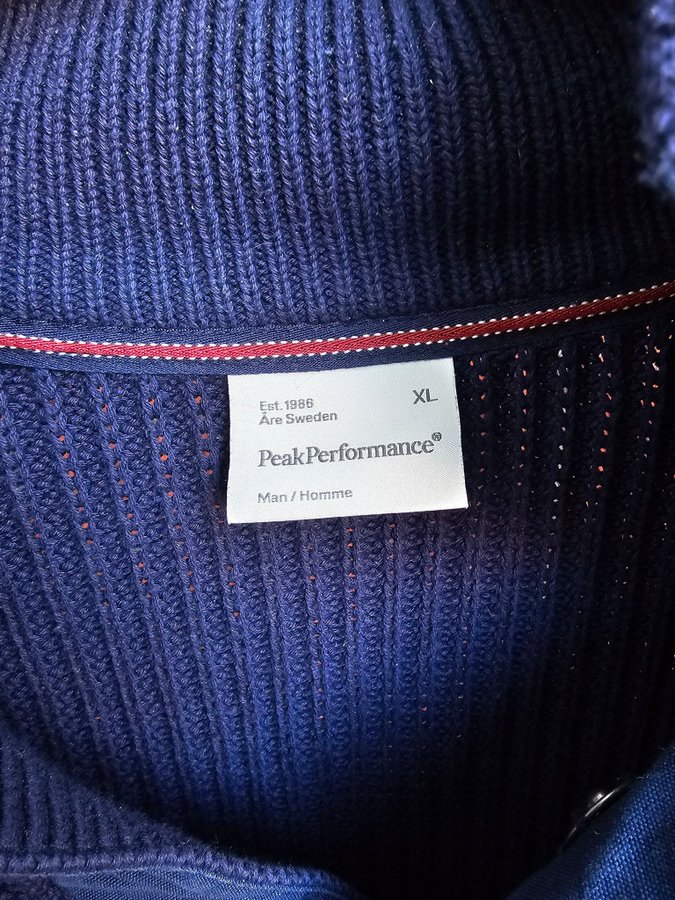 Est. 1986
XL
Åre Sweden
PeakPerformance®
Man / Homme